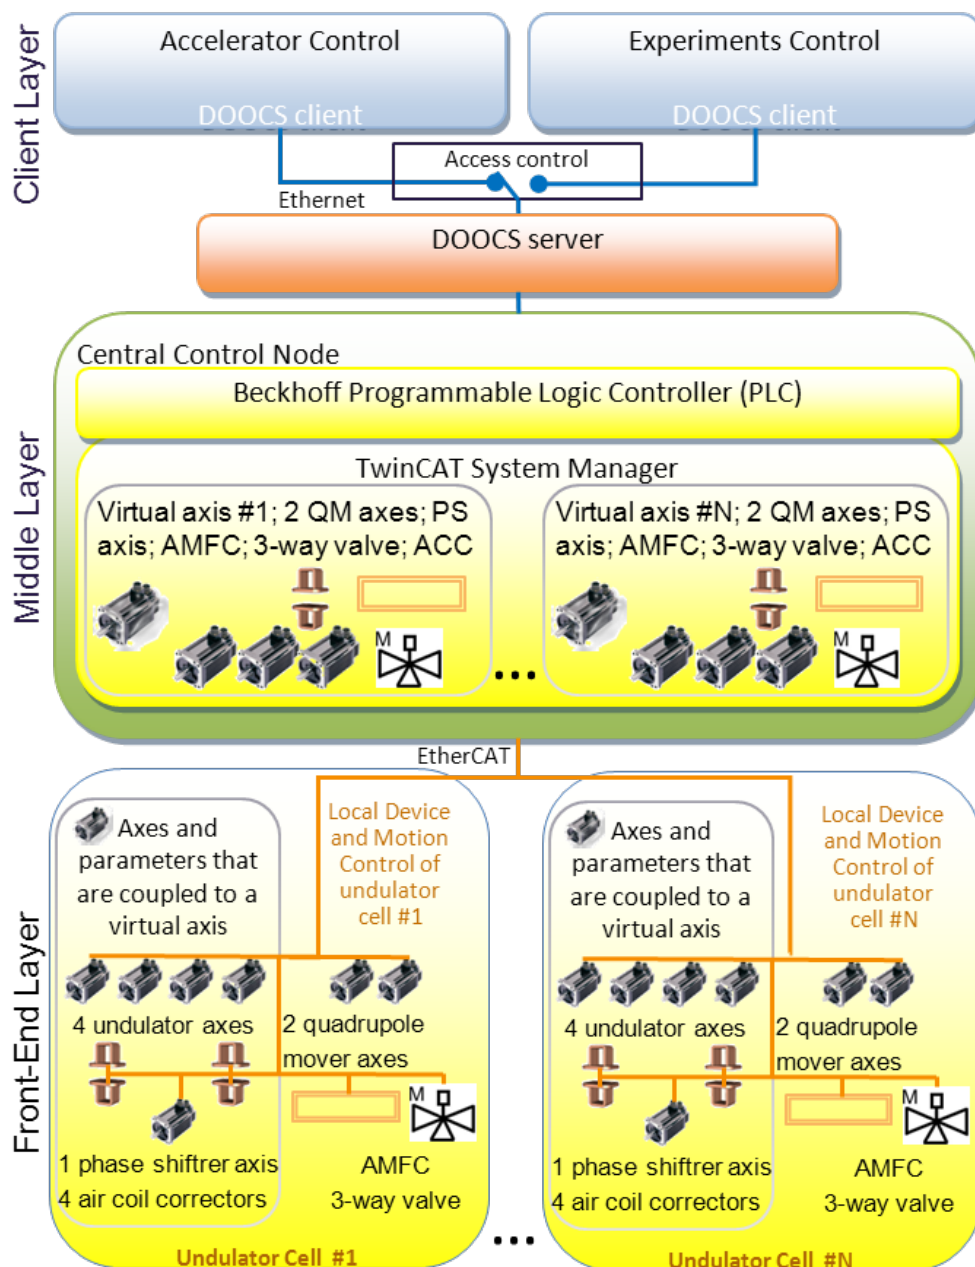 Client Layer
Accelerator Control
DOOCS client
Experiments Control
DOOCS client
Access control
Ethernet
DOOCS server
Middle Layer
Central Control Node
Beckhoff Programmable Logic Controller (PLC)
TwinCAT System Manager
Virtual axis #1; 2 QM axes; PS
axis; AMFC; 3-way valve; ACC
M
...
Virtual axis #N; 2 QM axes; PS
axis; AMFC; 3-way valve; ACC
M
EtherCAT
Front-End Layer
Axes and
parameters that
are coupled to a
virtual axis
Local Device
and Motion
Control of
undulator
cell #1
4 undulator axes
2 quadrupole
mover axes
M
1 phase shiftrer axis
4 air coil correctors
AMFC
3-way valve
Undulator Cell #1
...
Axes and
parameters that
are coupled to a
virtual axis
Local Device
and Motion
Control of
undulator
cell #N
4 undulator axes
2 quadrupole
mover axes
M
1 phase shiftrer axis
4 air coil correctors
AMFC
3-way valve
Undulator Cell #N